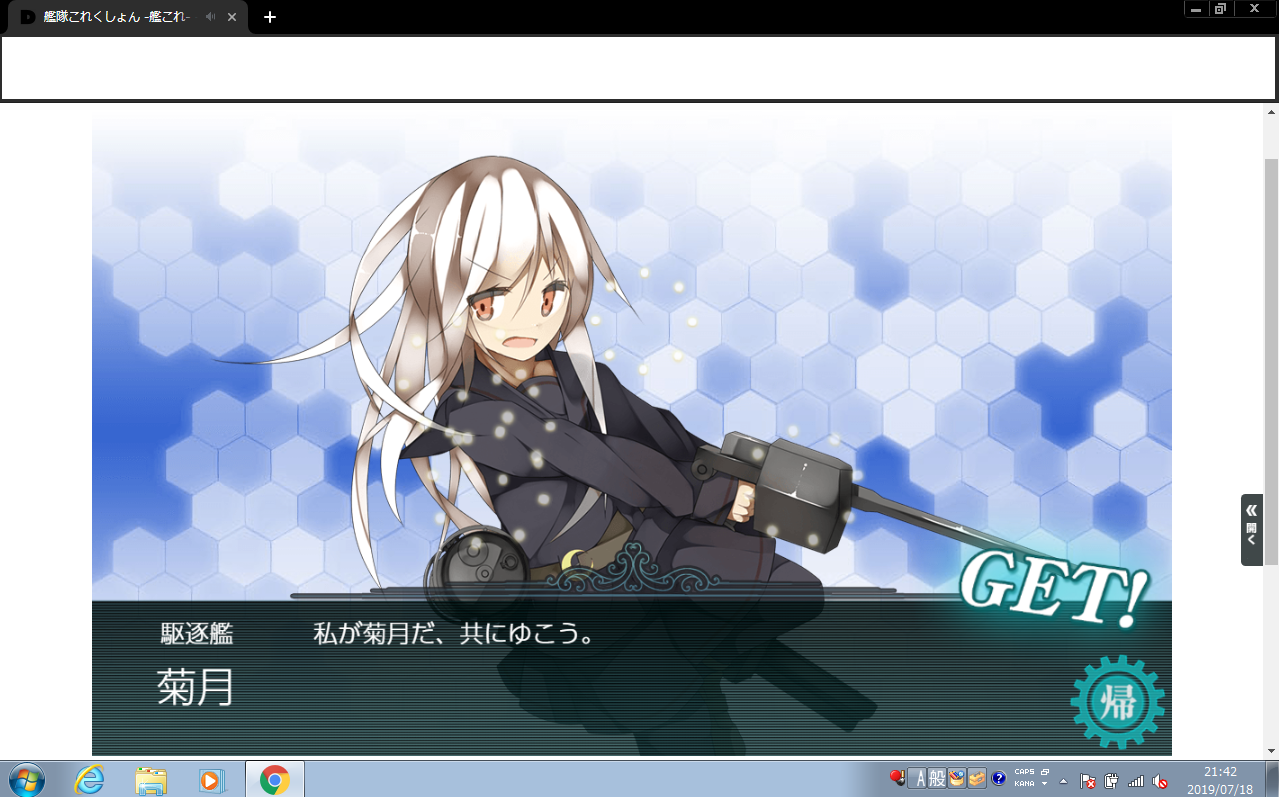 艦隊これくしょん -艦これ-
開
GET!
駆逐艦
私が菊月だ、共にゆこう。
菊月
帰
A 般
CAPS
KANA
21:42
2019/07/18